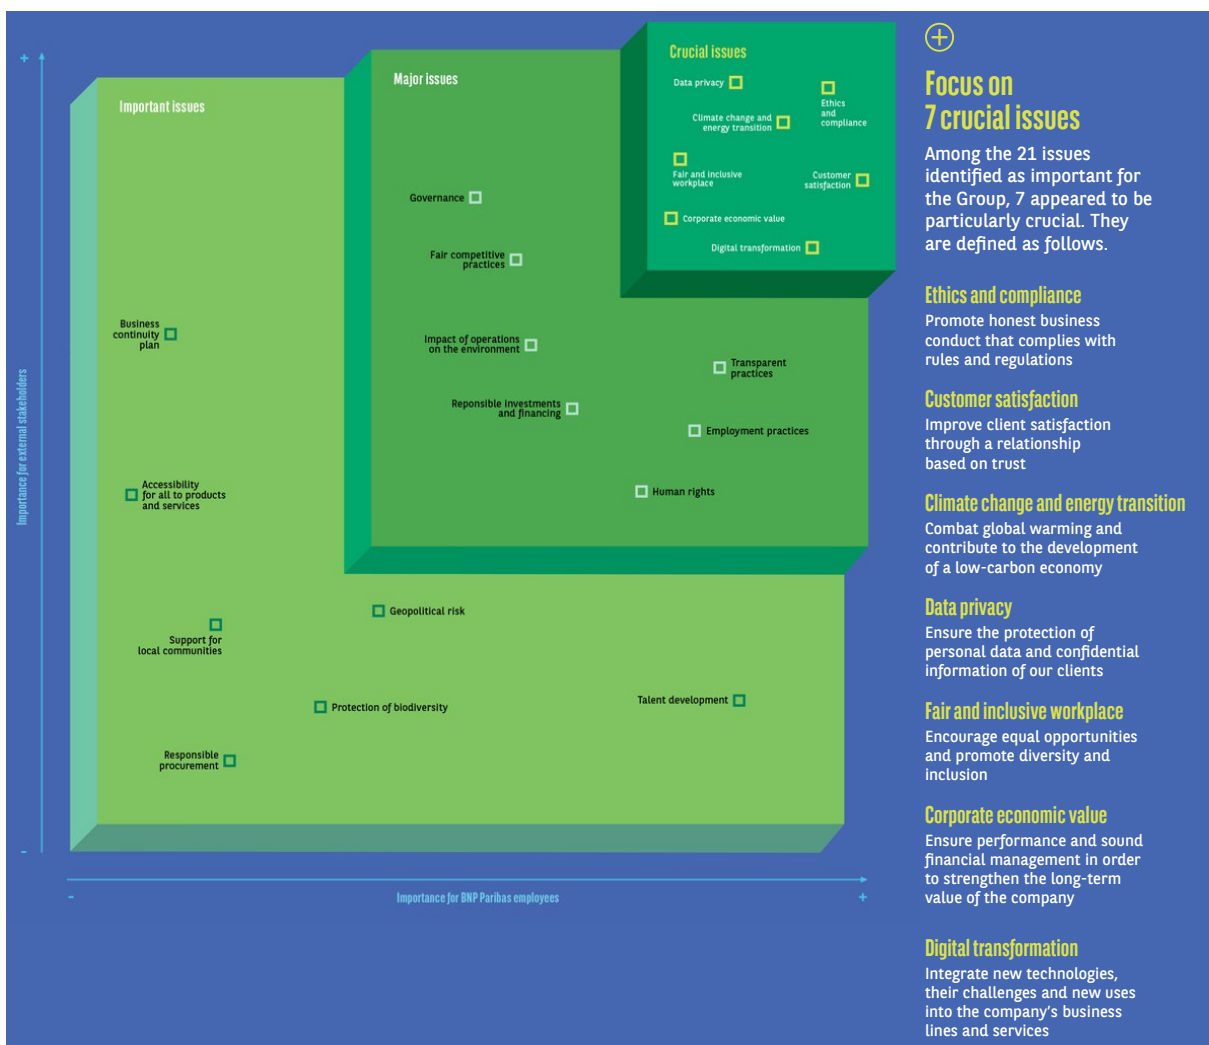 +
Important issues
Major issues
Crucial issues
Data privacy
Ethics
and
compliance
Climate change and
energy transition
Fair and inclusive
workplace
Customer
satisfaction
Corporate economic value
Digital transformation
Governance
Fair competitive
practices
Impact of operations
on the environment
Reponsible investments
and financing
Transparent
practices
Employment practices
Human rights
Business
continuity
plan
Accessibility
for all to products
and services
Support for
local communities
Responsible
procurement
Geopolitical risk
Protection of biodiversity
Talent development
Importance for external stakeholders
-
-
Importance for BNP Paribas employees
+
+
Focus on
7 crucial issues
Among the 21 issues
identified as important for
the Group, 7 appeared to be
particularly crucial. They
are defined as follows.
Ethics and compliance
Promote honest business
conduct that complies with
rules and regulations
Customer satisfaction
Improve client satisfaction
through a relationship
based on trust
Climate change and energy transition
Combat global warming and
contribute to the development
of a low-carbon economy
Data privacy
Ensure the protection of
personal data and confidential
information of our clients
Fair and inclusive workplace
Encourage equal opportunities
and promote diversity and
inclusion
Corporate economic value
Ensure performance and sound
financial management in order
to strengthen the long-term
value of the company
Digital transformation
Integrate new technologies,
their challenges and new uses
into the company's business
lines and services